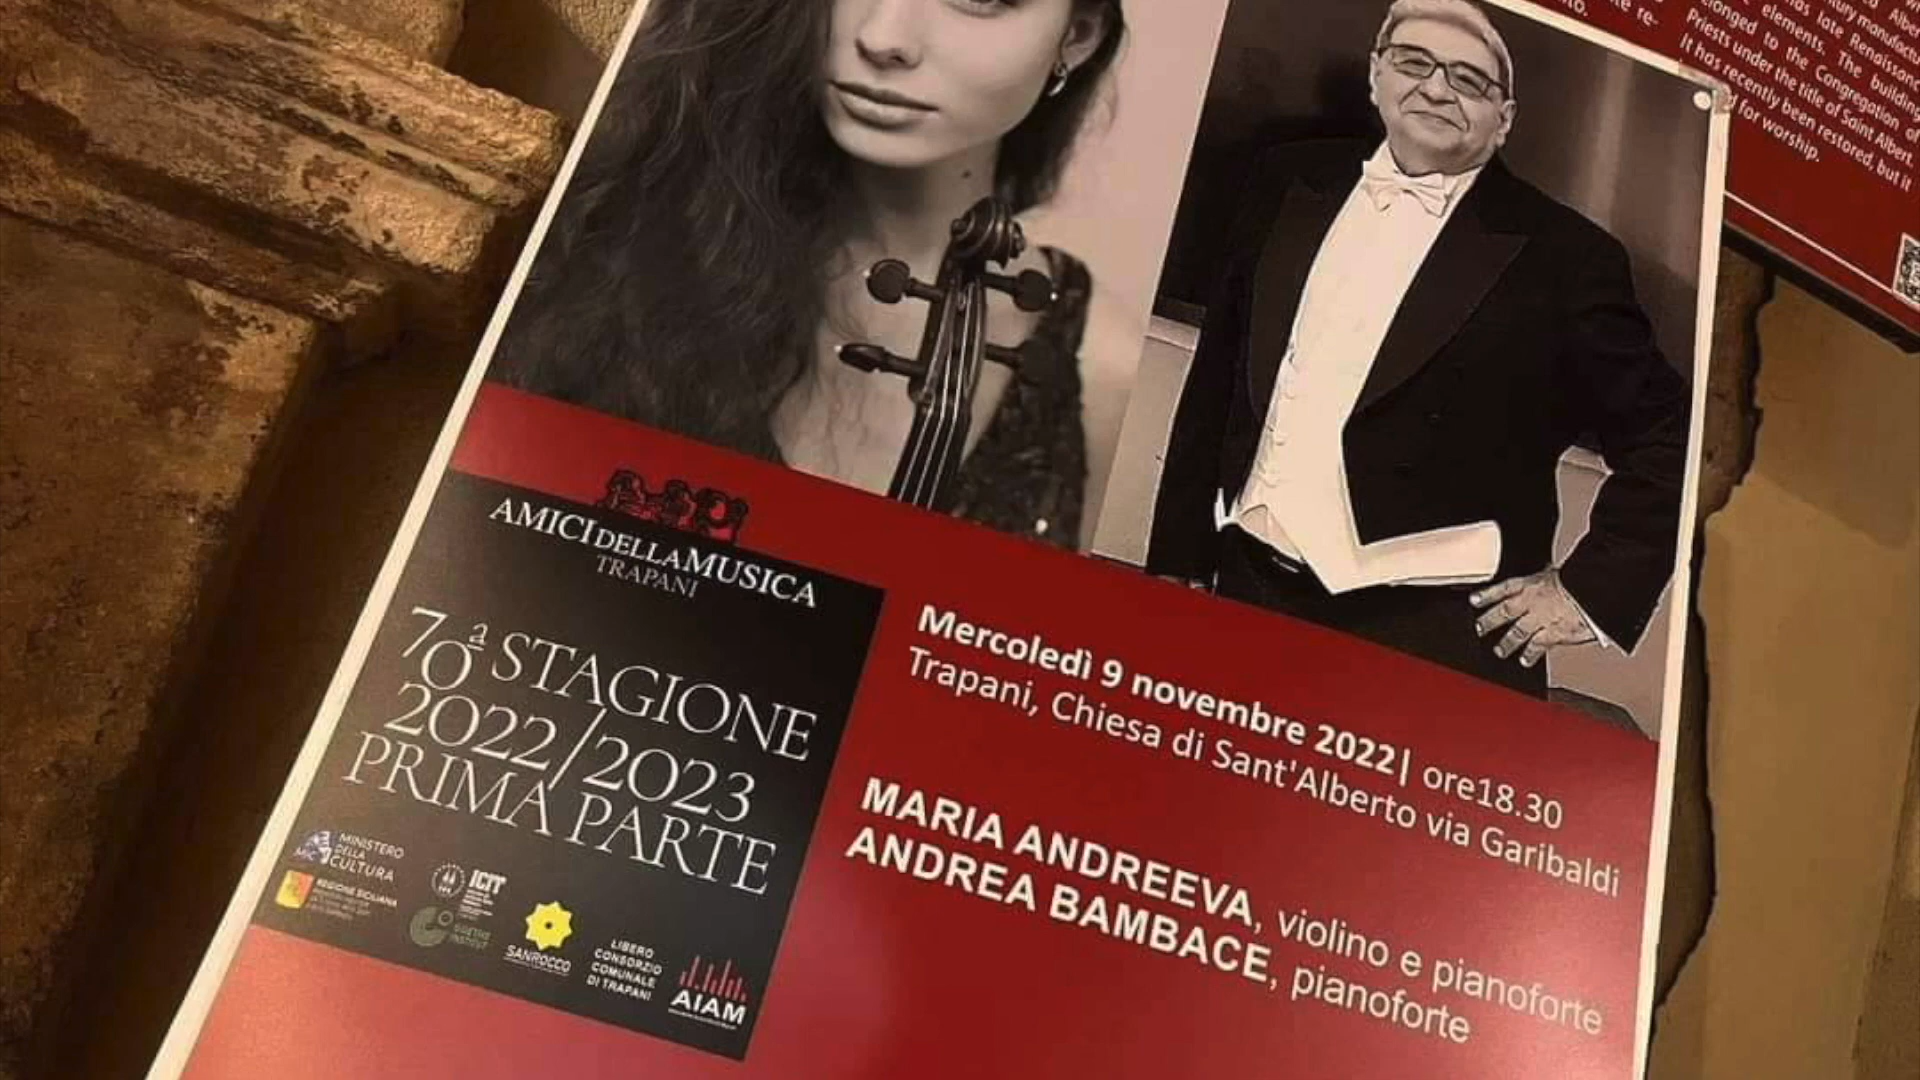 elements. The building
longed to the Congregation of
Priests under the title of Saint Albert.
It has recently been restored, but it
for worship.
AMICI DELLA MUSICA
TRAPANI
70ª STAGIONE
2022/2023
PRIMA PARTE
MiC MINISTERO
DELLA
CULTURA
REGIONE SICILIANA
ICIT
GOETHE
INSTITUT
SANROCCO
LIBERO
CONSORZIO
COMUNALE
DI TRAPANI
AIAM
Mercoledì 9 novembre 2022| ore18.30
Trapani, Chiesa di Sant'Alberto via Garibaldi
MARIA ANDREEVA, violino e pianoforte
ANDREA BAMBACE, pianoforte